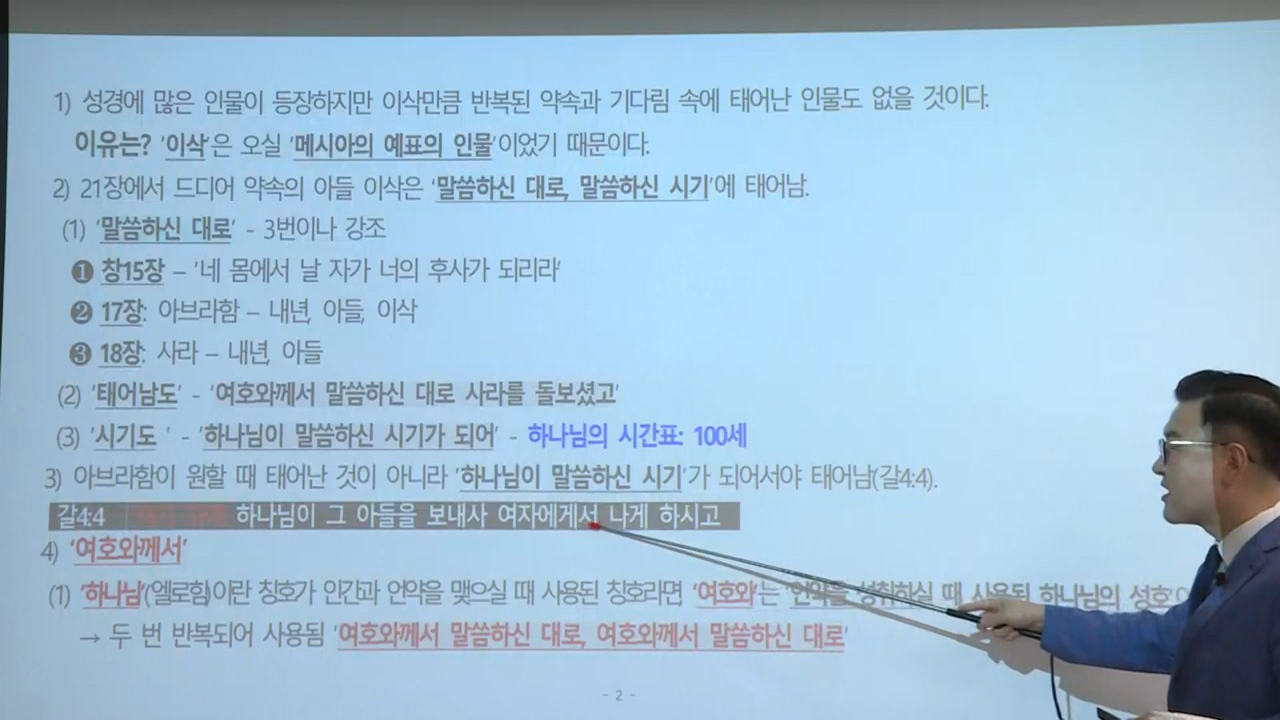 1) 성경에 많은 인물이 등장하지만 이삭만큼 반복된 약속과 기다림 속에 태어난 인물도 없을 것이다.
이유는? '이삭'은 오실 '메시아의 예표의 인물'이었기 때문이다.
2) 21장에서 드디어 약속의 아들 이삭은 '말씀하신 대로, 말씀하신 시기'에 태어남.
(1) '말씀하신 대로' - 3번이나 강조
❶ 창15장 – '네 몸에서 날 자가 너의 후사가 되리라'
❷ 17장: 아브라함 – 내년, 아들, 이삭
❸ 18장: 사라 – 내년, 아들
(2) '태어남도' - '여호와께서 말씀하신 대로 사라를 돌보셨고'
(3) '시기도 ' - '하나님이 말씀하신 시기가 되어' - 하나님의 시간표: 100세
3) 아브라함이 원할 때 태어난 것이 아니라 '하나님이 말씀하신 시기'가 되어서야 태어남(갈4:4).
갈4:4 하나님이 그 아들을 보내사 여자에게서 나게 하시고
4) '여호와께서'
(1) '하나님'(엘로힘)이란 칭호가 인간과 언약을 맺으실 때 사용된 칭호라면 '여호와'는 '언약을 성취하실 때 사용된 하나님의 성호'
→ 두 번 반복되어 사용됨 '여호와께서 말씀하신 대로, 여호와께서 말씀하신 대로'
- 2 -